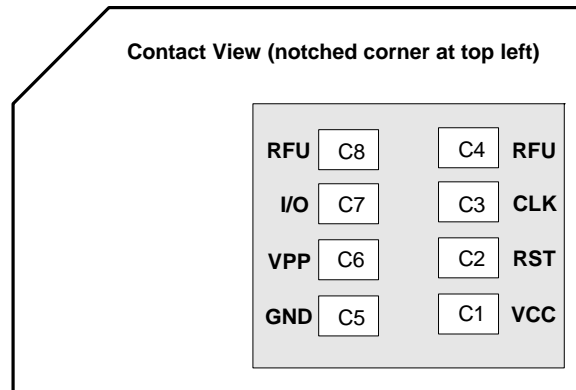 Contact View (notched corner at top left)
RFU C8 C4 RFU
I/O C7 C3 CLK
VPP C6 C2 RST
GND C5 C1 VCC